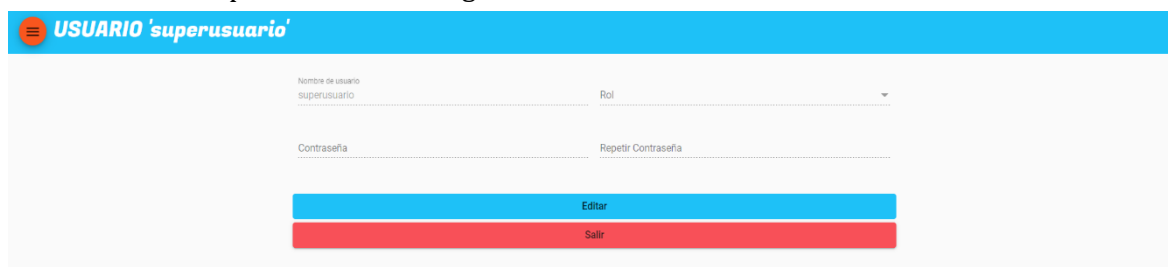 USUARIO 'superusuario'
Nombre de usuario
superusuario
Rol
Contraseña
Repetir Contraseña
Editar
Salir